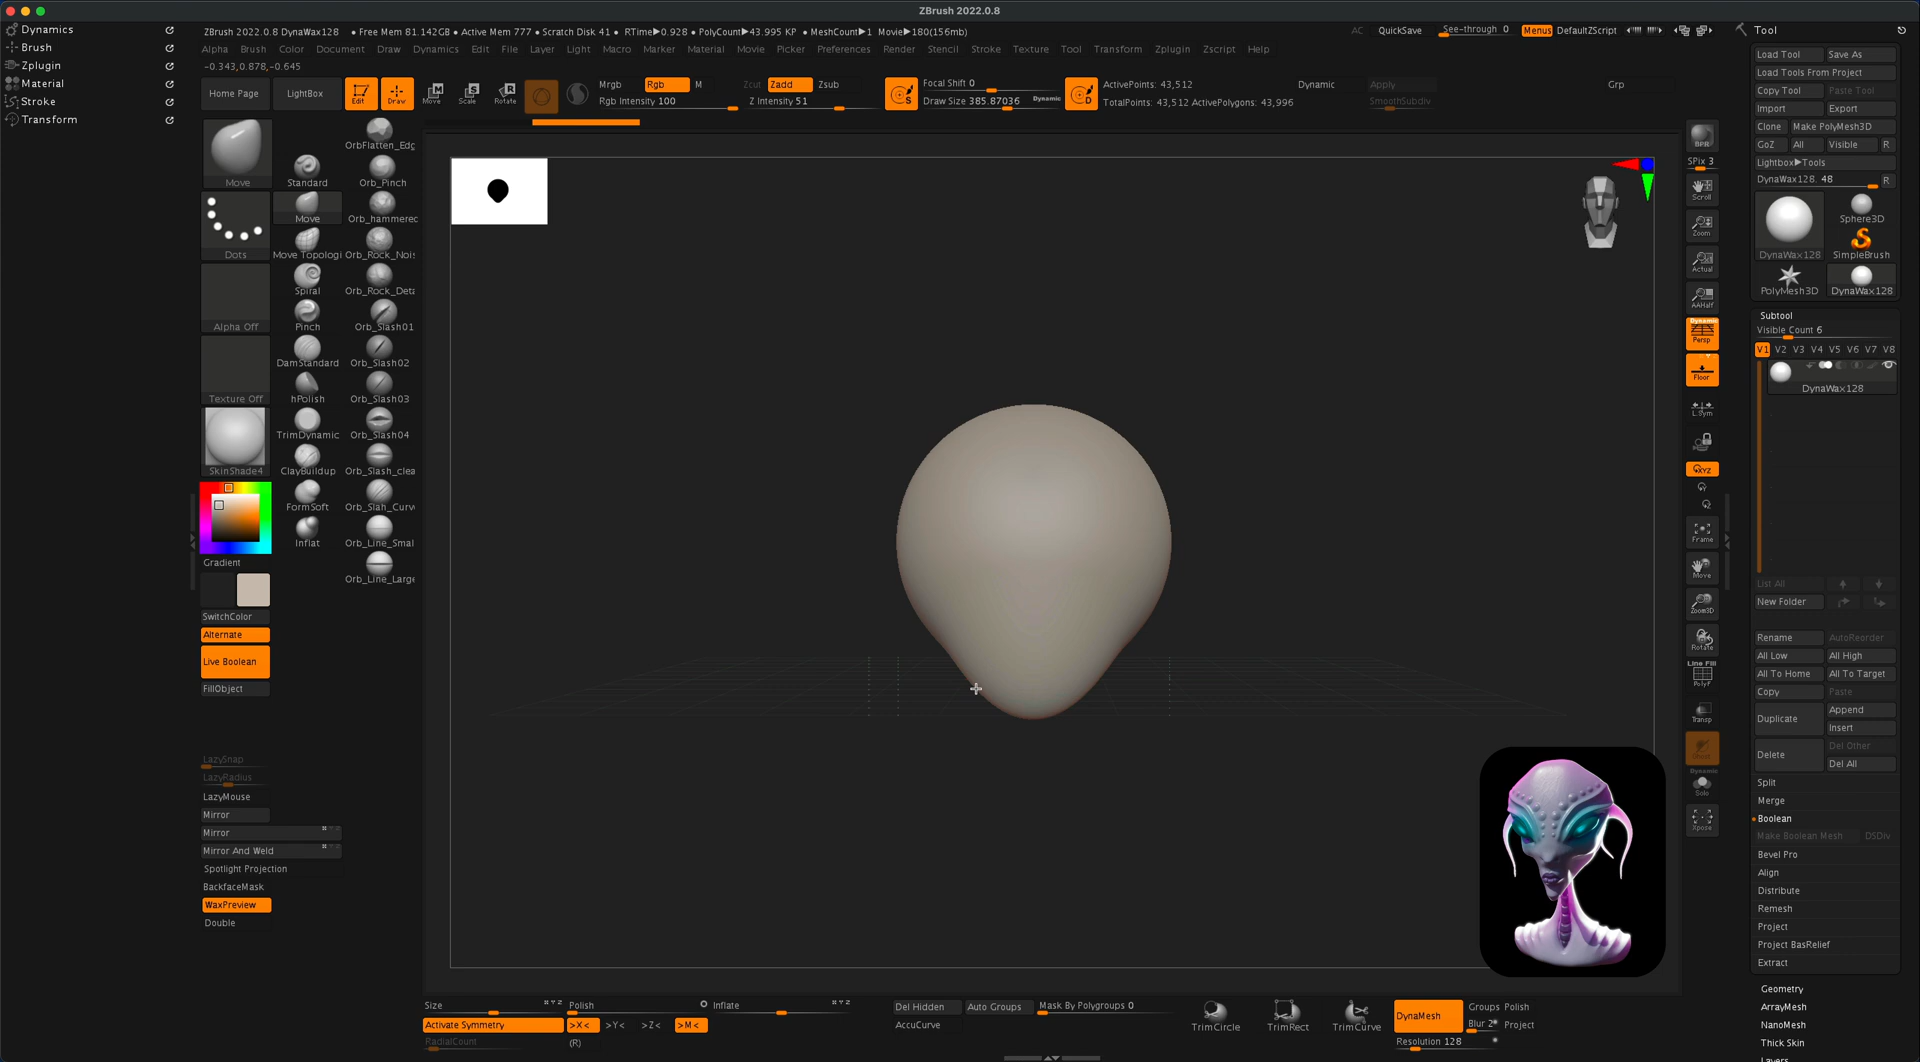 ZBrush 2022.0.8
Dynamics
Brush
Zplugin
Material
Stroke
Transform
ZBrush 2022.0.8 DynaWax128 • Free Mem 81.142GB • Active Mem 777 • Scratch Disk 41 • RTime▶0.928 • PolyCount▶43.995 KP • MeshCount▶1 Movie▶180(156mb)
AC QuickSave See-through 0 Menus DefaultZScript
Alpha Brush Color Document Draw Dynamics Edit File Layer Light Macro Marker Material Movie Picker Preferences Render Stencil Stroke Texture Tool Transform Zplugin Zscript Help
-0.343,0.878,-0.645
Home Page LightBox Edit Draw Move Scale Rotate
Mrgb Rgb M Zcut Zadd Zsub
Rgb Intensity 100 Z Intensity 51
Focal Shift 0
Draw Size 385.87036 Dynamic
S D
ActivePoints: 43,512
TotalPoints: 43,512 ActivePolygons: 43,996
Dynamic Apply
SmoothSubdiv
Grp
Move
Dots
Alpha Off
Texture Off
SkinShade4
Gradient
SwitchColor
Alternate
Live Boolean
FillObject
Standard
Move
Move Topologi
Spiral
Pinch
DamStandard
hPolish
TrimDynamic
ClayBuildup
FormSoft
Inflat
OrbFlatten_Edg
Orb_Pinch
Orb_hammered
Orb_Rock_Nois
Orb_Rock_Deta
Orb_Slash01
Orb_Slash02
Orb_Slash03
Orb_Slash04
Orb_Slash_clea
Orb_Slah_Curv
Orb_Line_Smal
Orb_Line_Large
LazySnap
LazyRadius
LazyMouse
Mirror
Mirror
Mirror And Weld
Spotlight Projection
BackfaceMask
WaxPreview
Double
Size Polish Inflate
Activate Symmetry >X< >Y< >Z< >M<
RadialCount (R)
Del Hidden Auto Groups Mask By Polygroups 0
AccuCurve
TrimCircle TrimRect TrimCurve
DynaMesh Groups Polish
Blur 2 Project
Resolution 128
BPR
SPix 3
Scroll
Zoom
Actual
AAHalf
Dynamic
Persp
Floor
L.Sym
XYZ
Y
Z
Frame
Move
Zoom3D
Rotate
Line Fill
PolyF
Transp
Ghost
Dynamic
Solo
Xpose
Tool
Load Tool Save As
Load Tools From Project
Copy Tool Paste Tool
Import Export
Clone Make PolyMesh3D
GoZ All Visible R
Lightbox▶Tools
DynaWax128. 48 R
DynaWax128
Sphere3D
SimpleBrush
PolyMesh3D DynaWax128
Subtool
Visible Count 6
V1 V2 V3 V4 V5 V6 V7 V8
DynaWax128
List All
New Folder
Rename AutoReorder
All Low All High
All To Home All To Target
Copy Paste
Duplicate Append
Insert
Delete Del Other
Del All
Split
Merge
Boolean
Make Boolean Mesh DSDiv
Bevel Pro
Align
Distribute
Remesh
Project
Project BasRelief
Extract
Geometry
ArrayMesh
NanoMesh
Thick Skin
Layers